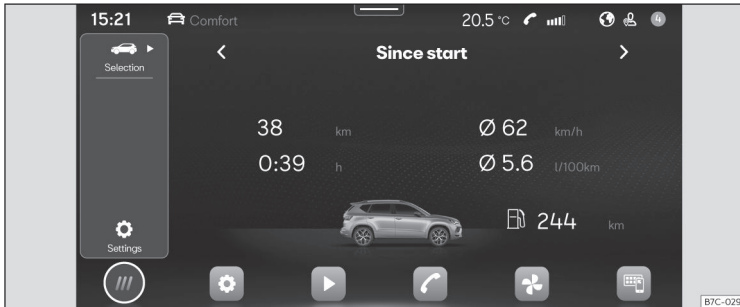 15:21 Comfort 20.5 °C 4
Selection
Since start
38 km Ø 62 km/h
0:39 h Ø 5.6 l/100km
244 km
Settings
B7C-029